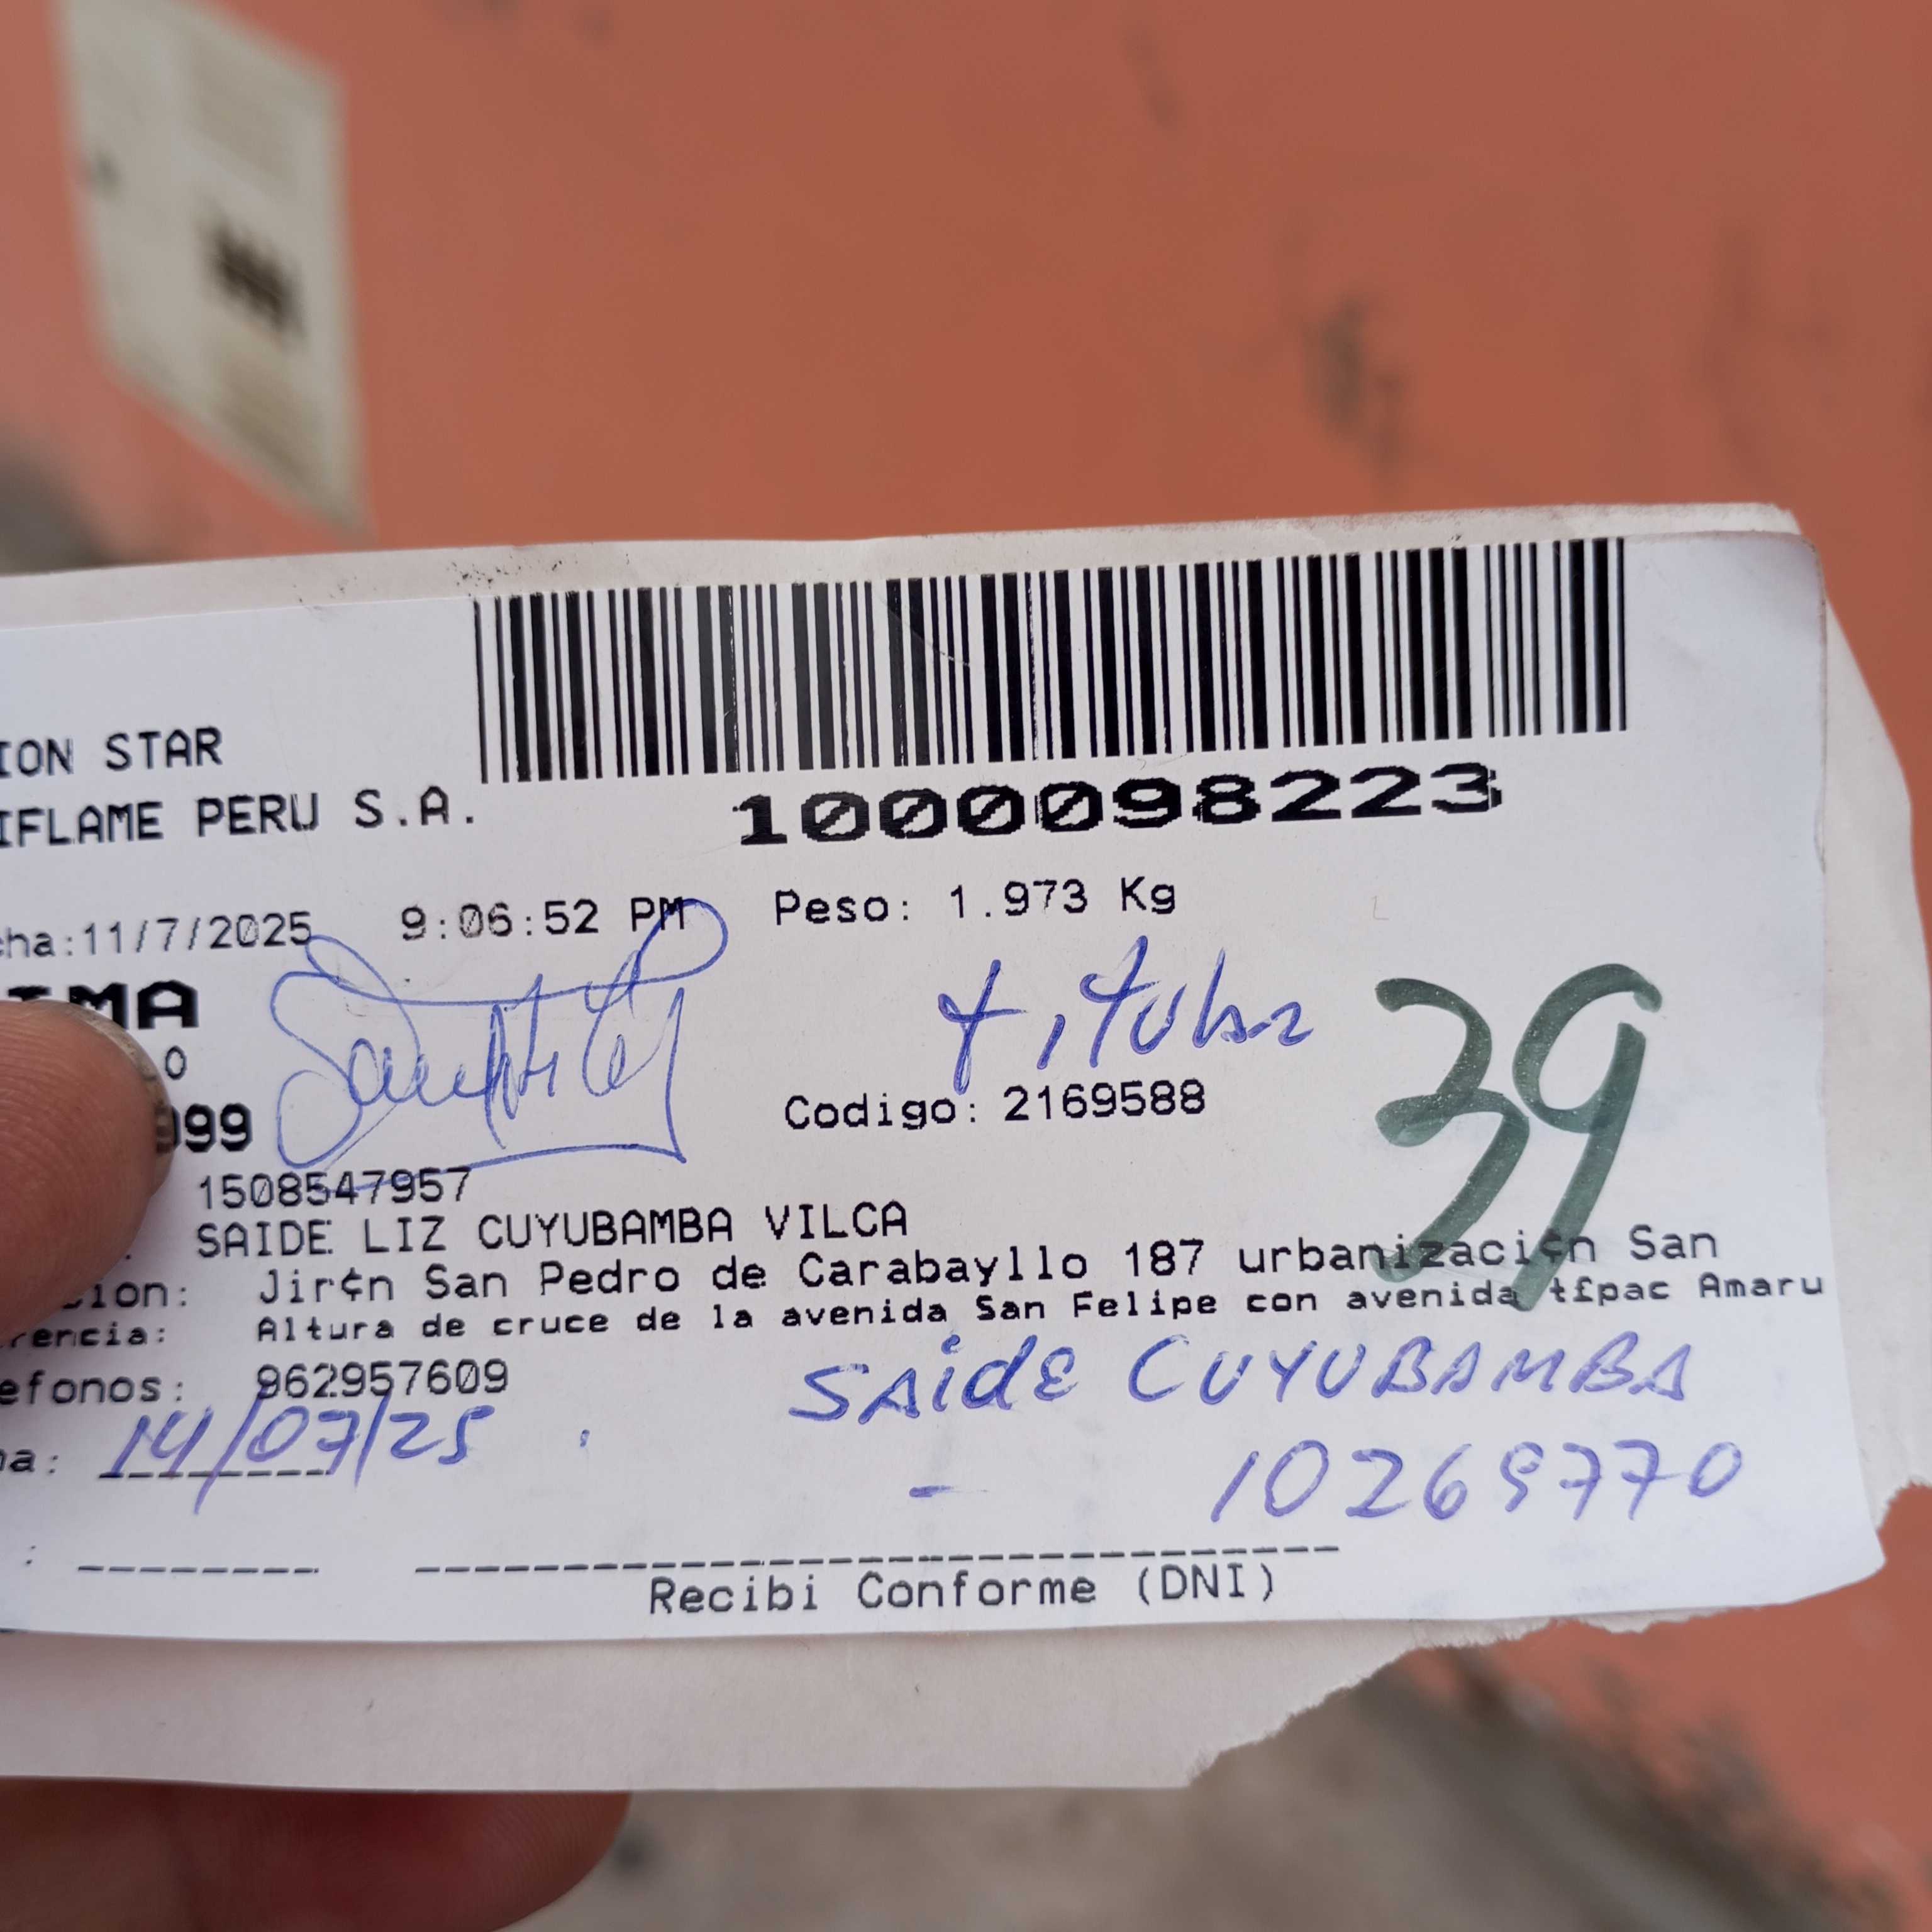 ION STAR
IFLAME PERU S.A.
1000098223
cha:11/7/2025 9:06:52 PM Peso: 1.973 Kg
IMA
titular
39
0
999
Codigo: 2169588
1508547957
SAIDE LIZ CUYUBAMBA VILCA
cion: Jir¢n San Pedro de Carabayllo 187 urbanizaci¢n San
rencia: Altura de cruce de la avenida San Felipe con avenida t£pac Amaru
efonos: 962957609
SAIDE CUYUBAMBA
ha: 14/07/25
10269770
Recibi Conforme (DNI)